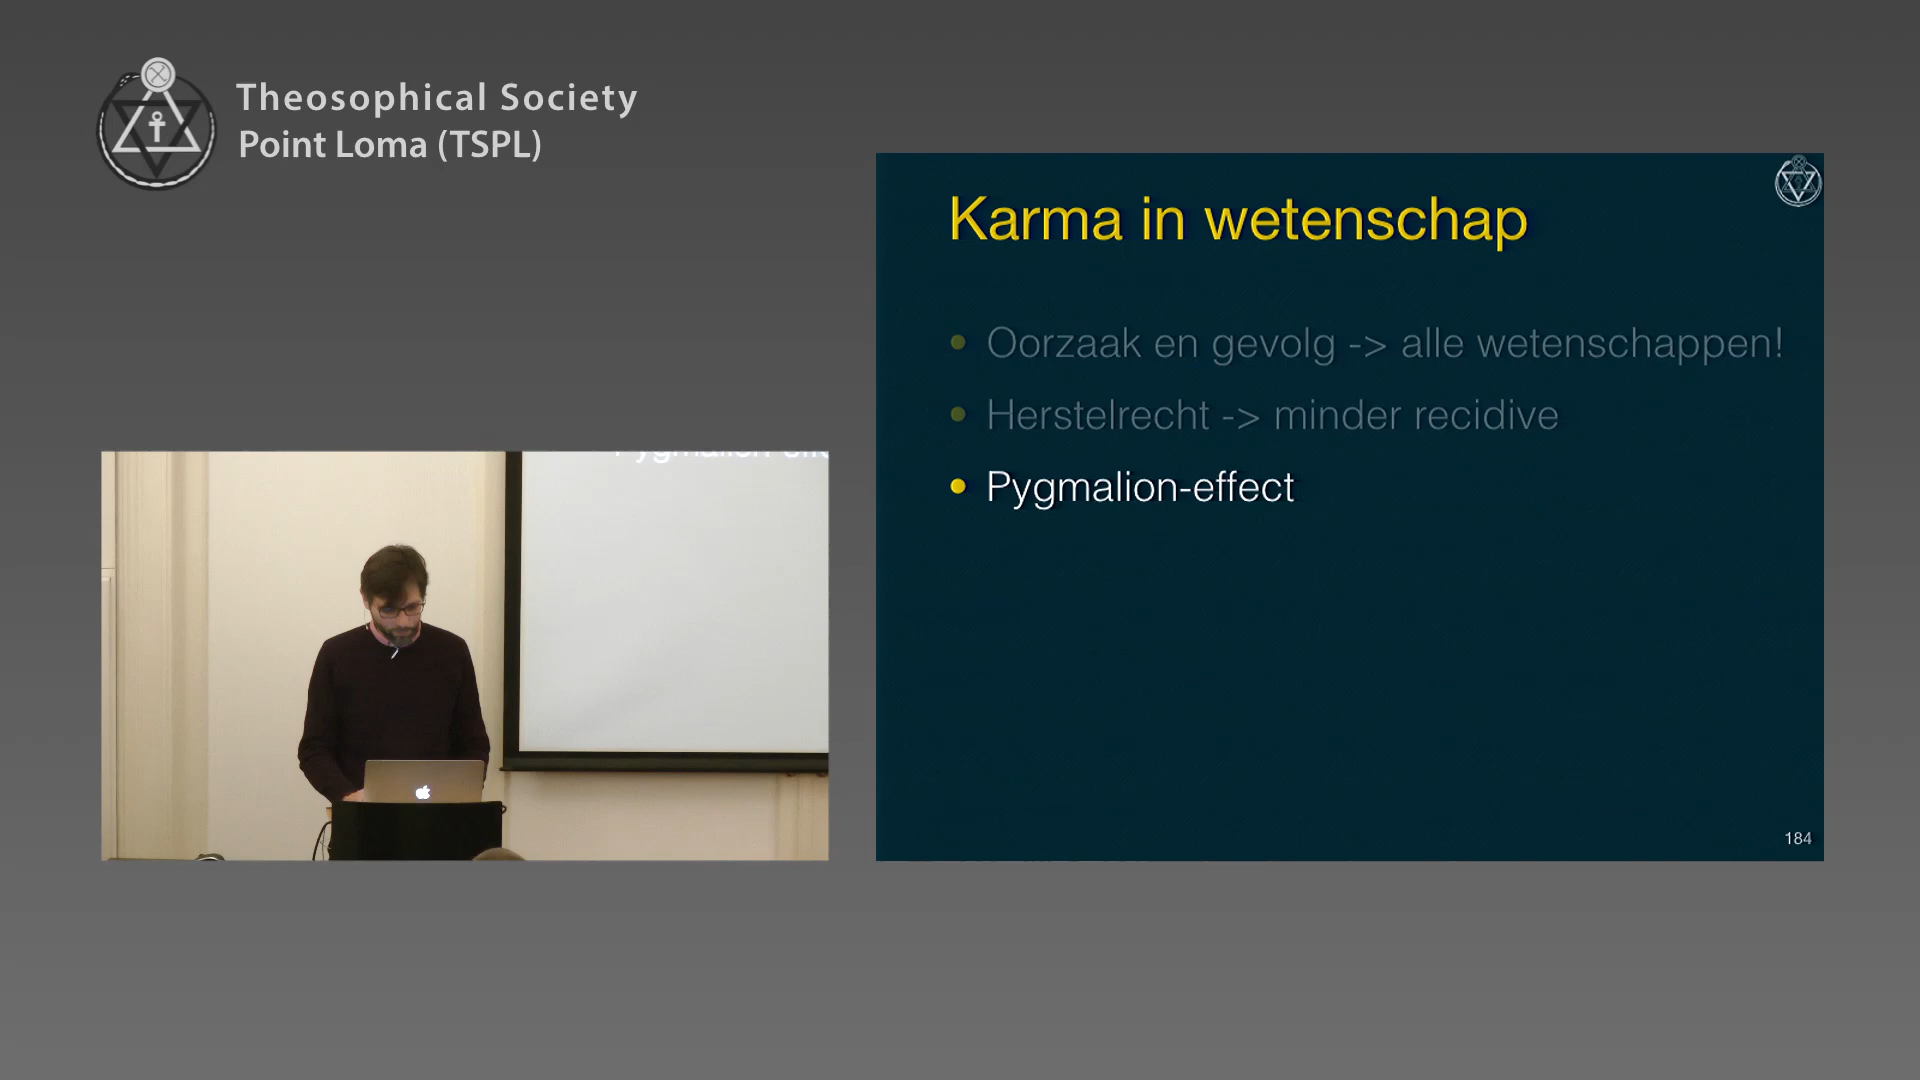 Theosophical Society
Point Loma (TSPL)
Karma in wetenschap
• Oorzaak en gevolg -> alle wetenschappen!
• Herstelrecht -> minder recidive
• Pygmalion-effect
184